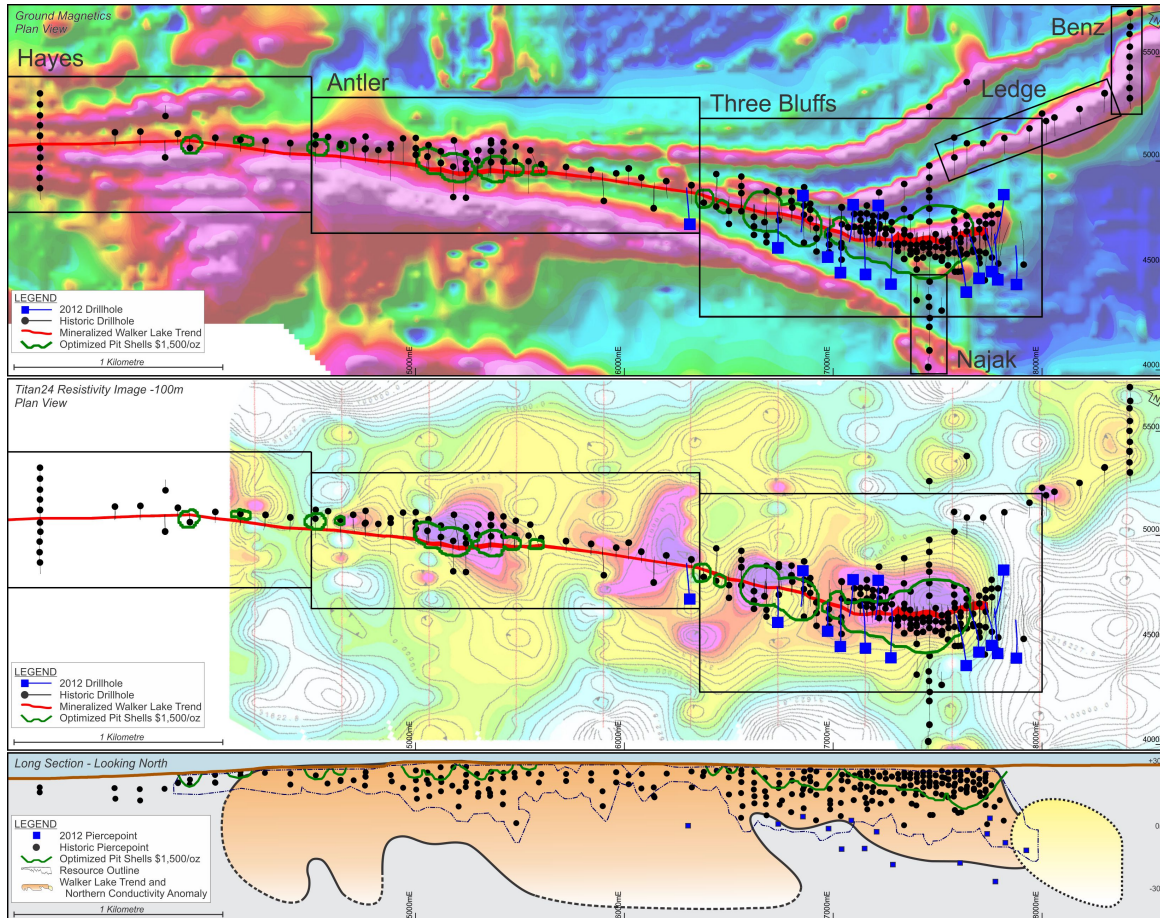 Ground Magnetics
Plan View
Hayes
Antler
Three Bluffs
Ledge
Benz
Najak
5500
5000
4500
4000
5000mE
6000mE
7000mE
8000mE
LEGEND
2012 Drillhole
Historic Drillhole
Mineralized Walker Lake Trend
Optimized Pit Shells $1,500/oz
1 Kilometre
Titan24 Resistivity Image -100m
Plan View
5500
5000
4500
4000
5000mE
6000mE
7000mE
8000mE
LEGEND
2012 Drillhole
Historic Drillhole
Mineralized Walker Lake Trend
Optimized Pit Shells $1,500/oz
1 Kilometre
Long Section - Looking North
+30
0
-30
LEGEND
2012 Piercepoint
Historic Piercepoint
Optimized Pit Shells $1,500/oz
Resource Outline
Walker Lake Trend and
Northern Conductivity Anomaly
1 Kilometre
5000mE
6000mE
7000mE
8000mE